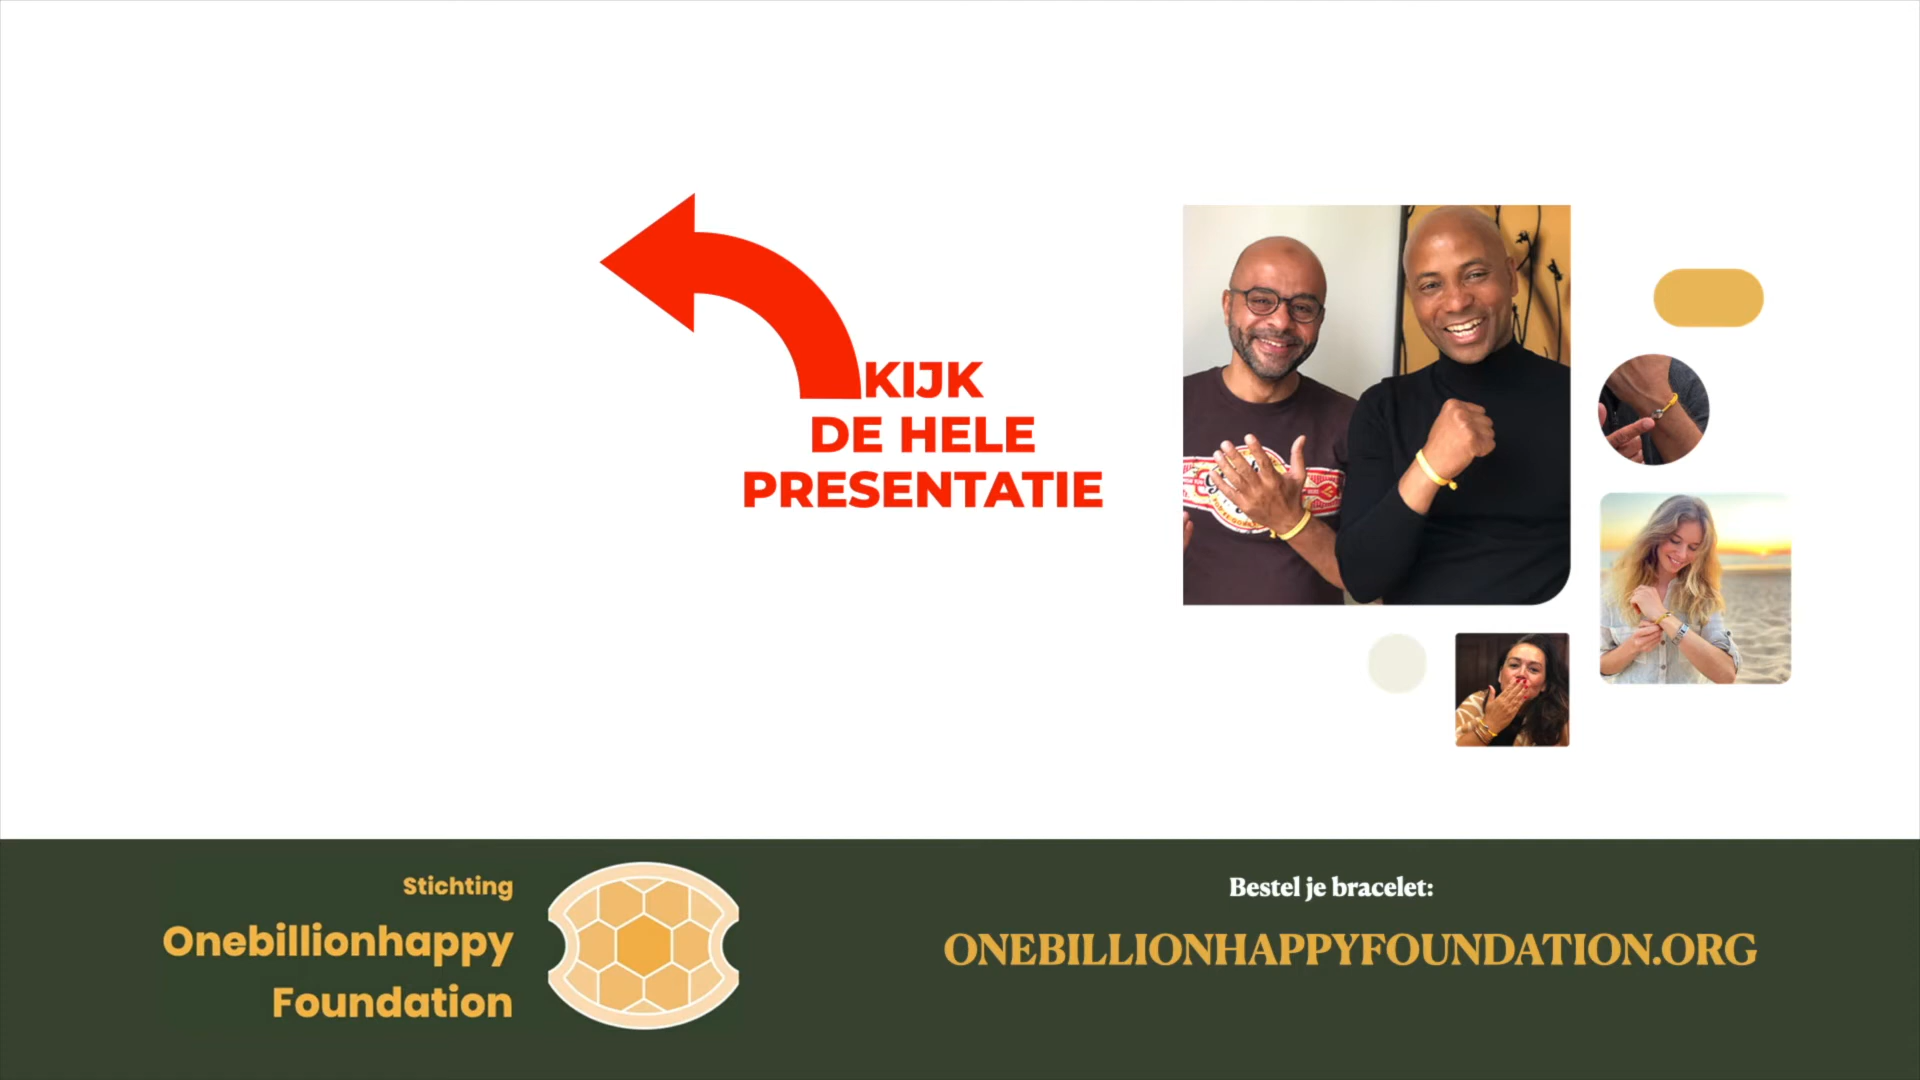 KIJK
DE HELE
PRESENTATIE
Stichting
Onebillionhappy
Foundation
Bestel je bracelet:
ONEBILLIONHAPPYFOUNDATION.ORG